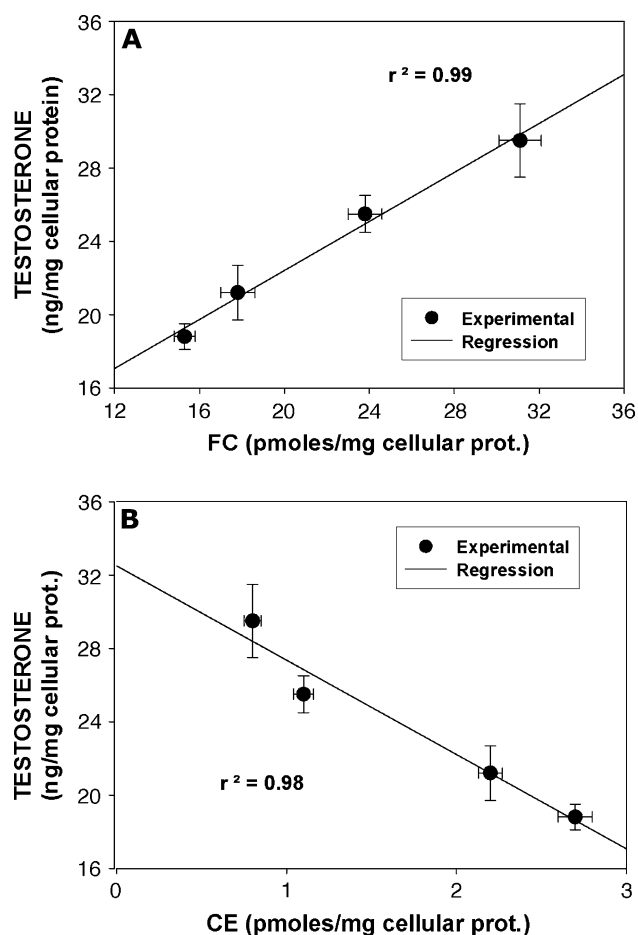 A
36
32
28
24
20
16
TESTOSTERONE
(ng/mg cellular protein)
r ² = 0.99
Experimental
Regression
12 16 20 24 28 32 36
FC (pmoles/mg cellular prot.)
B
36
32
28
24
20
16
TESTOSTERONE
(ng/mg cellular prot.)
Experimental
Regression
r ² = 0.98
0 1 2 3
CE (pmoles/mg cellular prot.)